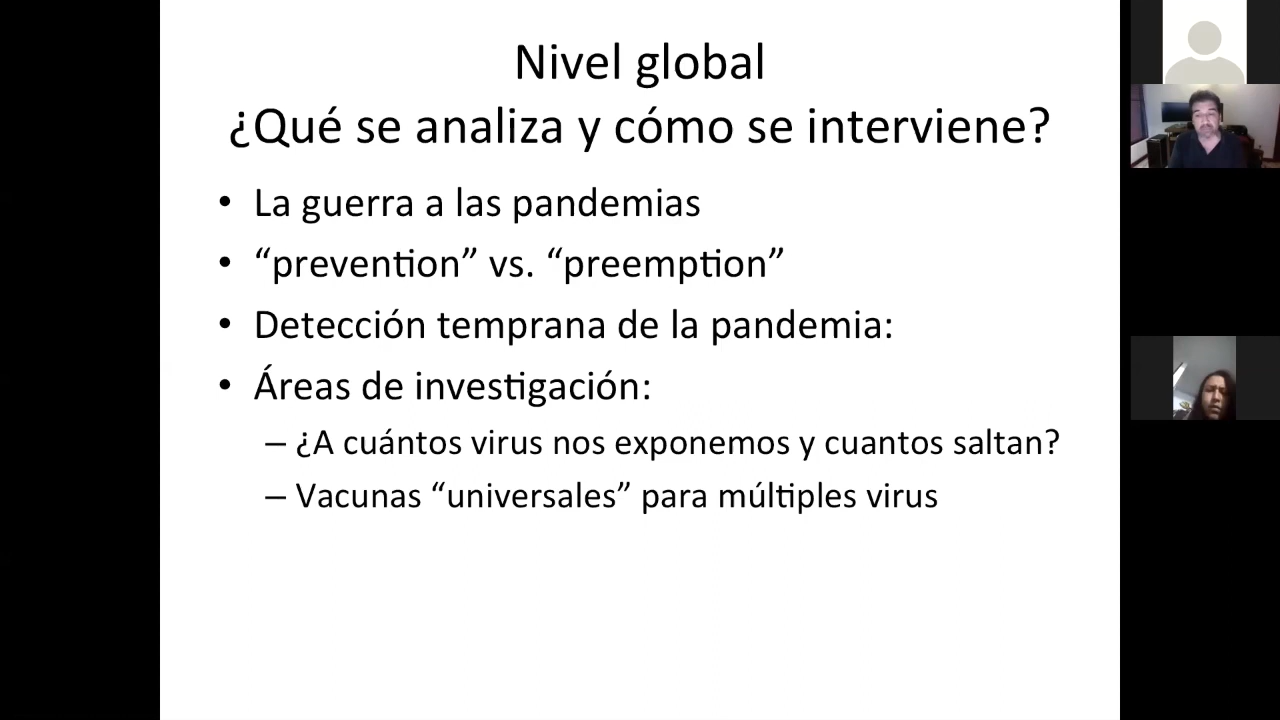 Nivel global
¿Qué se analiza y cómo se interviene?
• La guerra a las pandemias
• “prevention” vs. “preemption”
• Detección temprana de la pandemia:
• Áreas de investigación:
– ¿A cuántos virus nos exponemos y cuantos saltan?
– Vacunas “universales” para múltiples virus